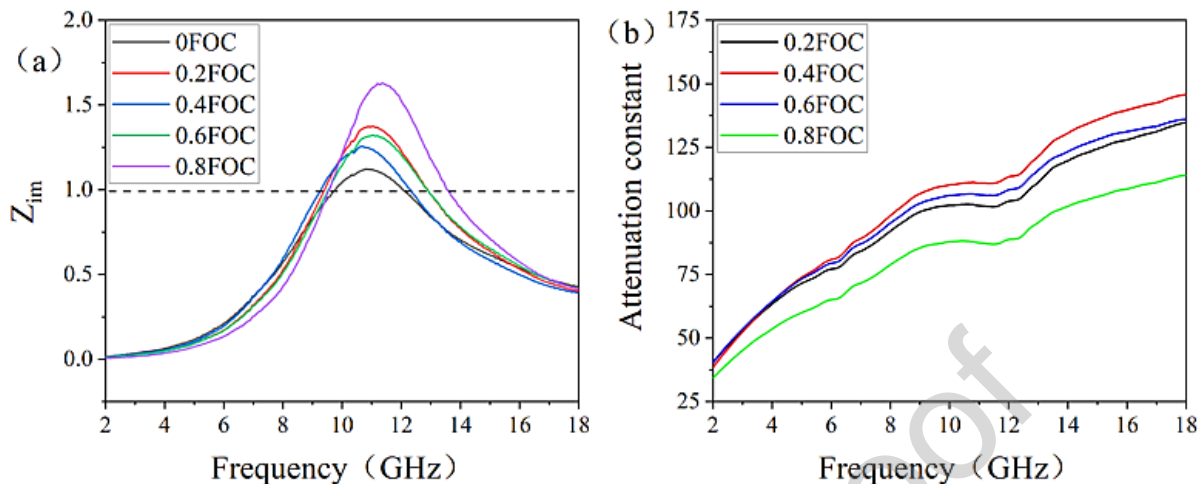 (a)
Z_im
2.0
1.5
1.0
0.5
0.0
0FOC
0.2FOC
0.4FOC
0.6FOC
0.8FOC
2 4 6 8 10 12 14 16 18
Frequency（GHz）
(b)
Attenuation constant
175
150
125
100
75
50
25
0.2FOC
0.4FOC
0.6FOC
0.8FOC
2 4 6 8 10 12 14 16 18
Frequency（GHz）